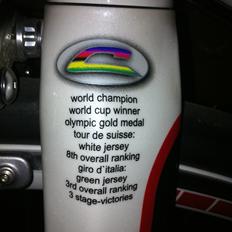 world champion
world cup winner
olympic gold medal
tour de suisse:
white jersey
8th overall ranking
giro d´italia:
green jersey
3rd overall ranking
3 stage-victories